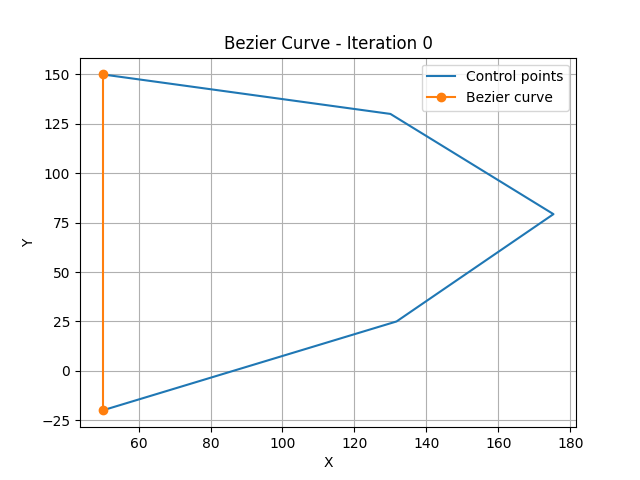 Bezier Curve - Iteration 0
Control points
Bezier curve
150
125
100
75
50
25
0
−25
Y
60 80 100 120 140 160 180
X